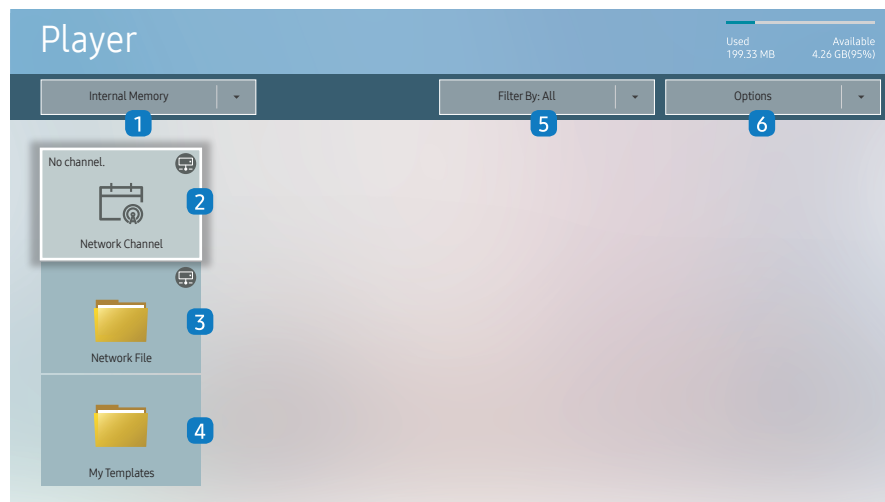 Player
Used Available
199.33 MB 4.26 GB(95%)
Internal Memory
Filter By: All
Options
1
5
6
No channel.
2
Network Channel
3
Network File
4
My Templates